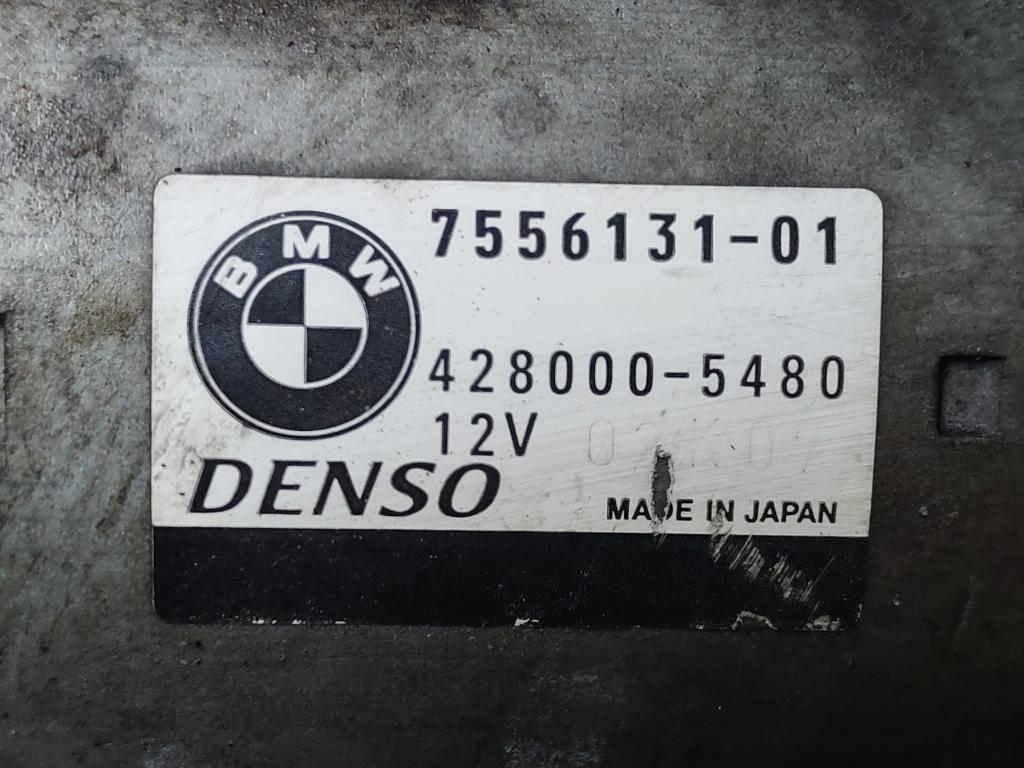 BMW
7556131-01
428000-5480
12V
DENSO
MADE IN JAPAN